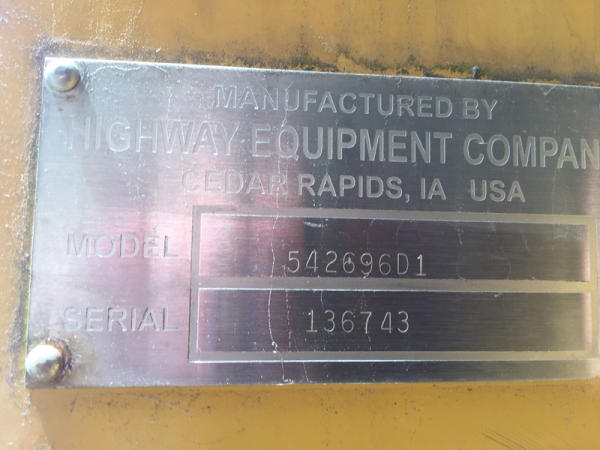 MANUFACTURED BY
HIGHWAY EQUIPMENT COMPAN
CEDAR RAPIDS, IA USA
MODEL 542696D1
SERIAL 136743